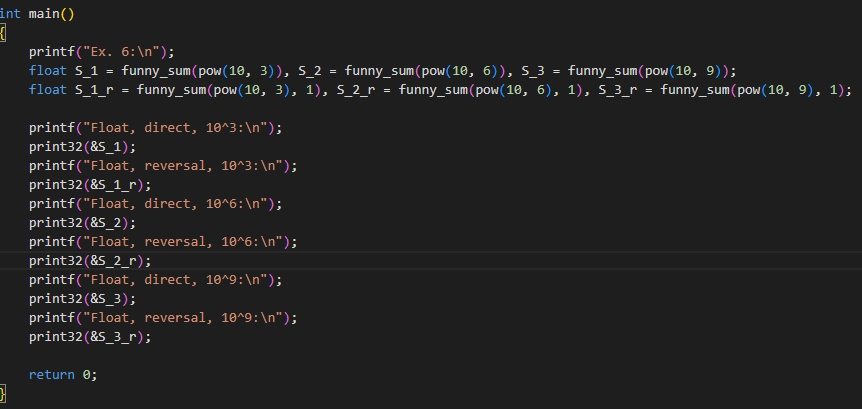 int main()
{
printf("Ex. 6:\n");
float S_1 = funny_sum(pow(10, 3)), S_2 = funny_sum(pow(10, 6)), S_3 = funny_sum(pow(10, 9));
float S_1_r = funny_sum(pow(10, 3), 1), S_2_r = funny_sum(pow(10, 6), 1), S_3_r = funny_sum(pow(10, 9), 1);
printf("Float, direct, 10^3:\n");
print32(&S_1);
printf("Float, reversal, 10^3:\n");
print32(&S_1_r);
printf("Float, direct, 10^6:\n");
print32(&S_2);
printf("Float, reversal, 10^6:\n");
print32(&S_2_r);
printf("Float, direct, 10^9:\n");
print32(&S_3);
printf("Float, reversal, 10^9:\n");
print32(&S_3_r);
return 0;
}